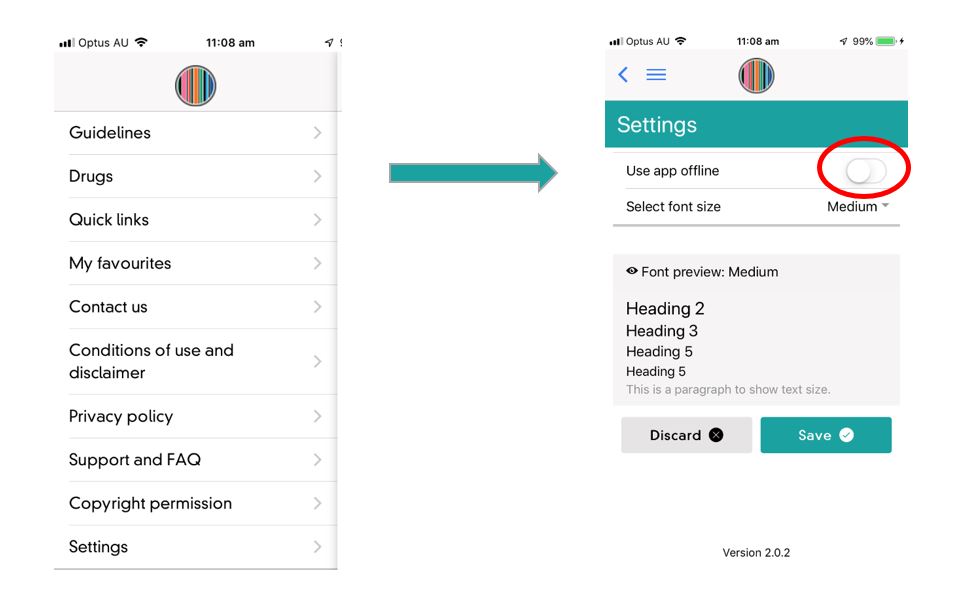 Optus AU 11:08 am
Guidelines
Drugs
Quick links
My favourites
Contact us
Conditions of use and
disclaimer
Privacy policy
Support and FAQ
Copyright permission
Settings
Optus AU 11:08 am 99%
Settings
Use app offline
Select font size Medium
Font preview: Medium
Heading 2
Heading 3
Heading 5
Heading 5
This is a paragraph to show text size.
Discard Save
Version 2.0.2